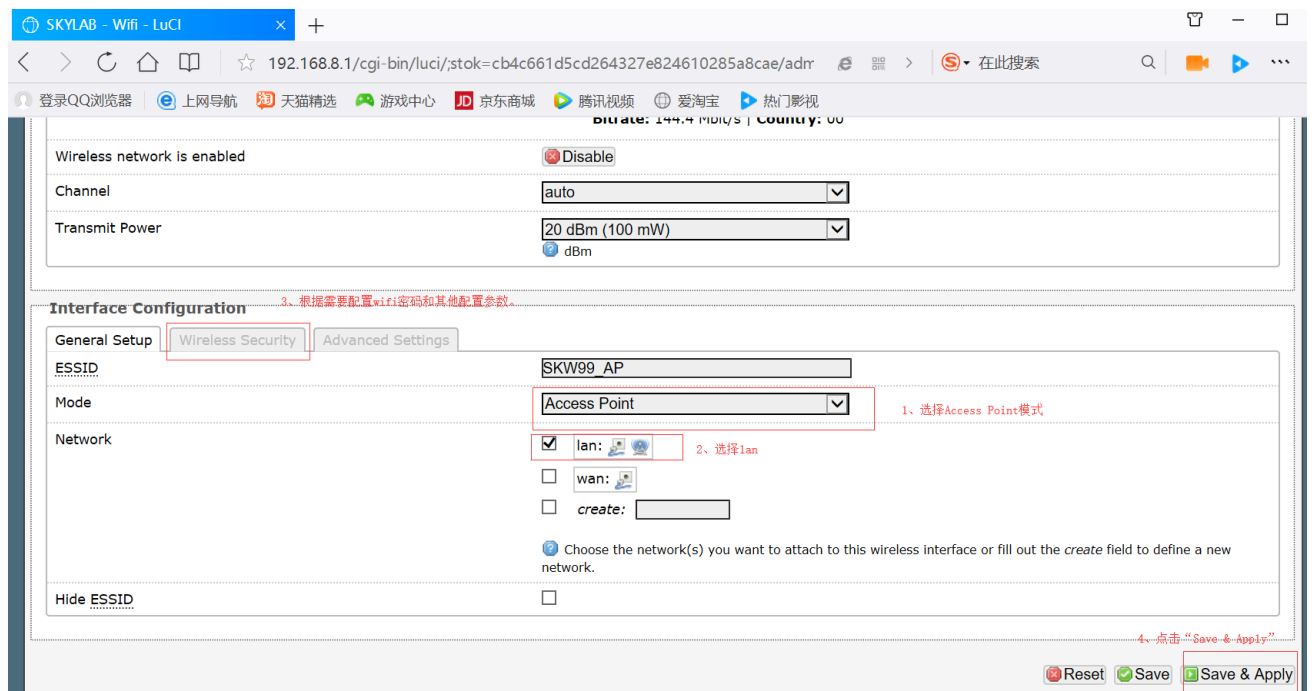 SKYLAB - Wifi - LuCI
192.168.8.1/cgi-bin/luci/;stok=cb4c661d5cd264327e824610285a8cae/adm 在此搜索
登录QQ浏览器 上网导航 淘 天猫精选 游戏中心 JD 京东商城 腾讯视频 爱淘宝 热门影视
Bitrate: 144.4 Mbit/s | Country: 00
Wireless network is enabled Disable
Channel auto
Transmit Power 20 dBm (100 mW)
dBm
Interface Configuration 3、根据需要配置wifi密码和其他配置参数。
General Setup Wireless Security Advanced Settings
ESSID SKW99_AP
Mode Access Point 1、选择Access Point模式
Network lan: 2、选择lan
wan:
create:
Choose the network(s) you want to attach to this wireless interface or fill out the create field to define a new
network.
Hide ESSID
4、点击“Save & Apply”
Reset Save Save & Apply